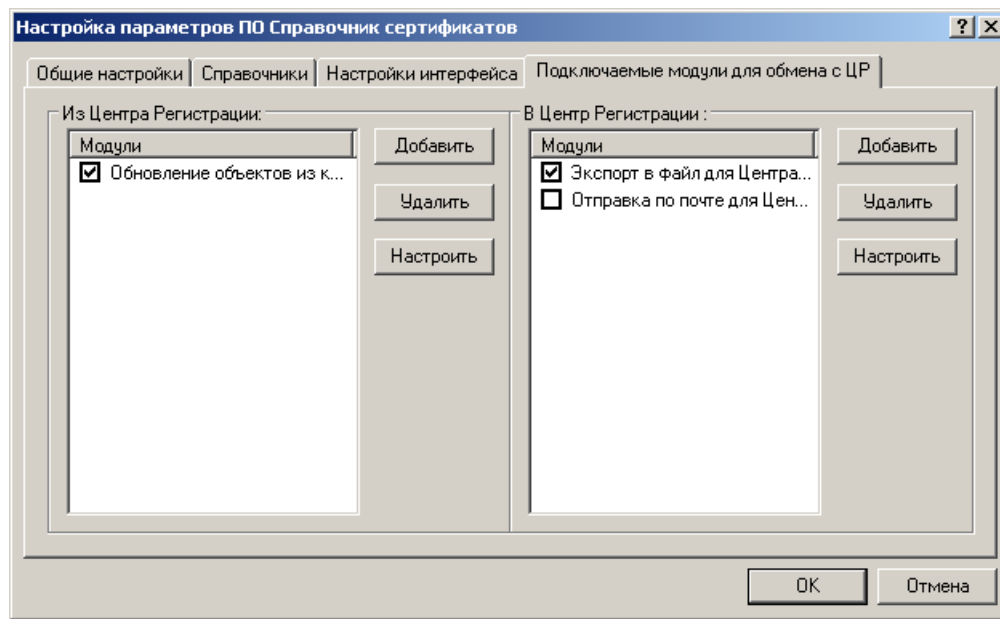 Настройка параметров ПО Справочник сертификатов
Общие настройки Справочники Настройки интерфейса Подключаемые модули для обмена с ЦР
Из Центра Регистрации:
Модули
Обновление объектов из к...
Добавить
Удалить
Настроить
В Центр Регистрации :
Модули
Экспорт в файл для Центра...
Отправка по почте для Цен...
Добавить
Удалить
Настроить
OK Отмена